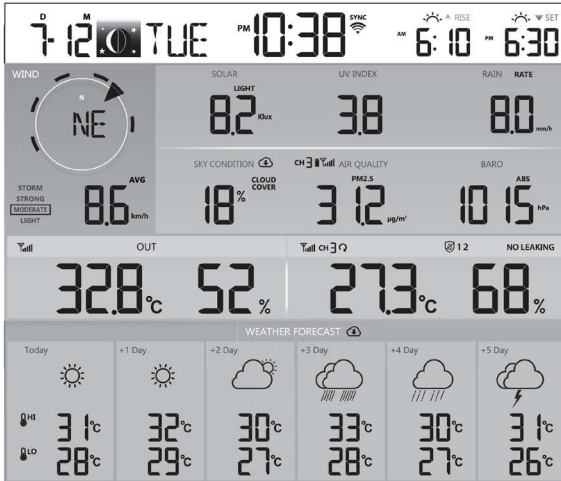 D M SYNC RISE SET
7-12 TUE PM 10:38 AM 6:10 PM 6:30
WIND SOLAR UV INDEX RAIN RATE
N LIGHT
NE 8.2 Klux 3.8 8.0 mm/h
SKY CONDITION CH 3 AIR QUALITY BARO
AVG CLOUD COVER PM2.5 ABS
STORM
STRONG
MODERATE
LIGHT
8.6 km/h 18 % 31.2 µg/m³ 1015 hPa
OUT CH 3 1 2 NO LEAKING
32.8 °C 52 % 27.3 °C 68 %
WEATHER FORECAST
Today +1 Day +2 Day +3 Day +4 Day +5 Day
HI 31°C 32°C 30°C 33°C 30°C 31°C
LO 28°C 29°C 27°C 28°C 27°C 26°C